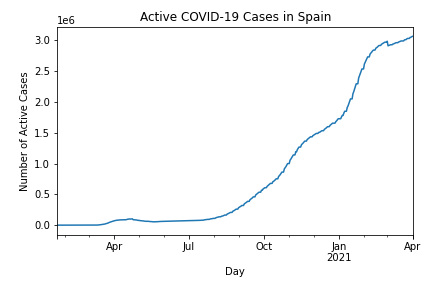 Active COVID-19 Cases in Spain
1e6
3.0
2.5
2.0
1.5
1.0
0.5
0.0
Number of Active Cases
Apr Jul Oct Jan Apr
2021
Day